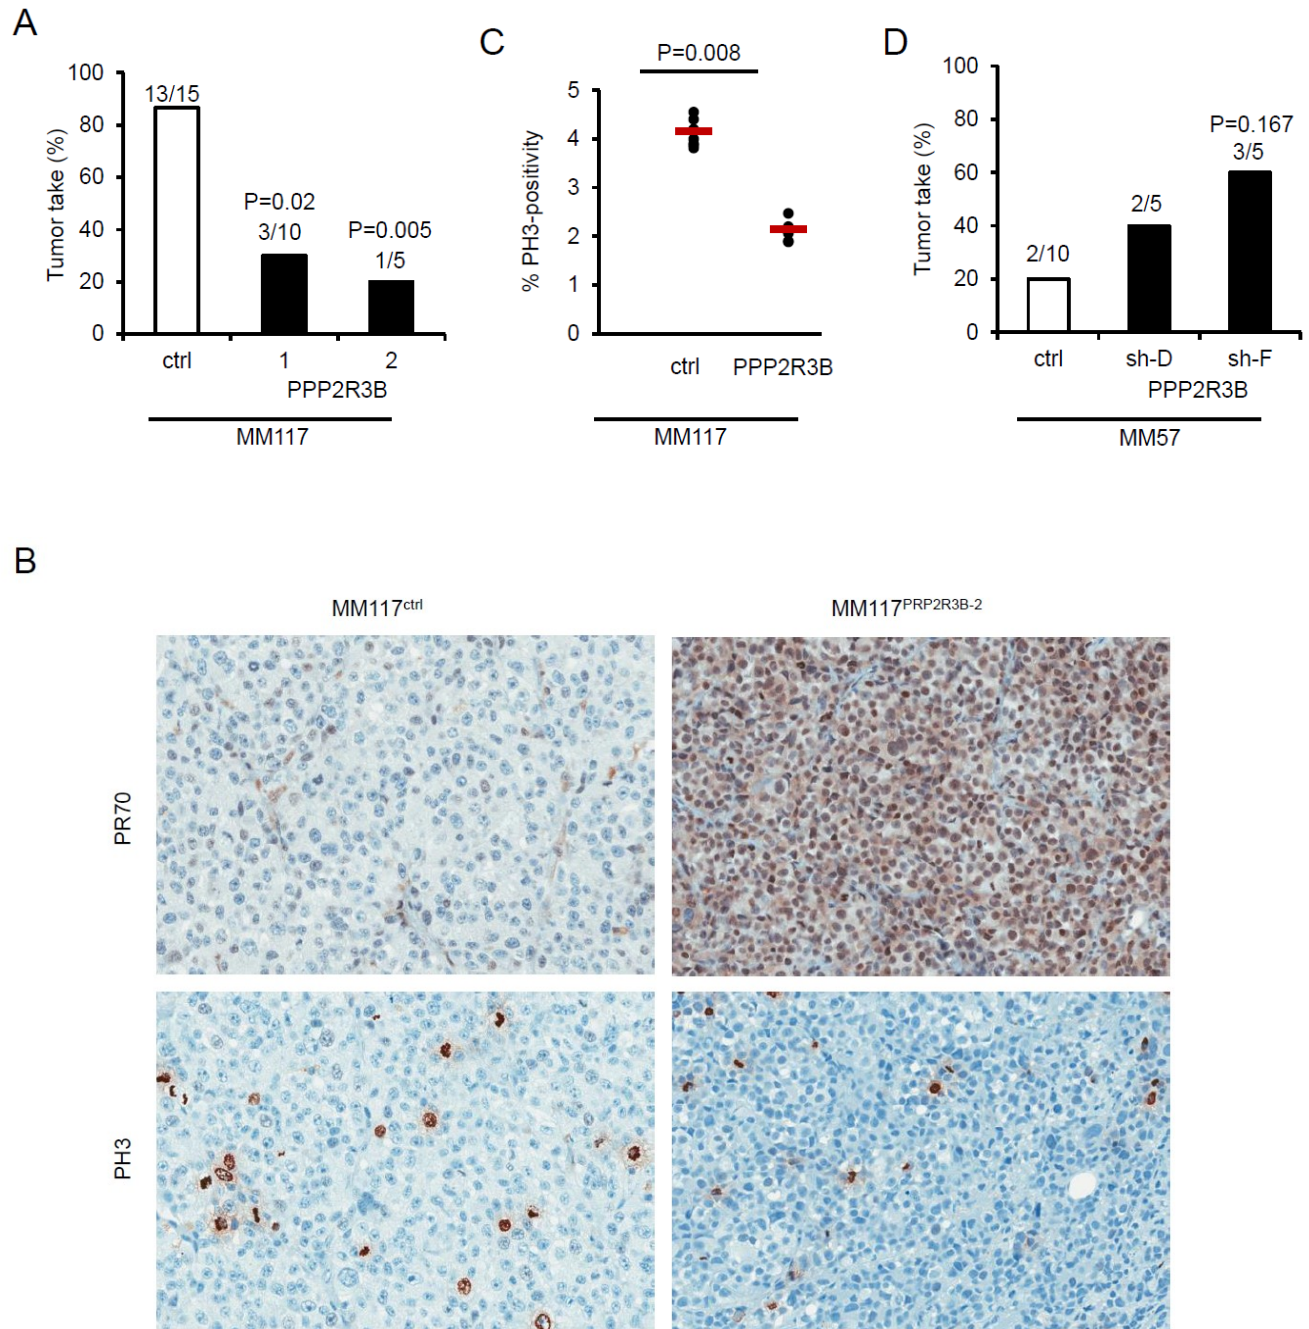 A
Tumor take (%)
100
80
60
40
20
0
13/15
P=0.02
3/10
P=0.005
1/5
ctrl
1
2
PPP2R3B
MM117
C
P=0.008
% PH3-positivity
5
4
3
2
1
0
ctrl
PPP2R3B
MM117
D
Tumor take (%)
100
80
60
40
20
0
2/10
2/5
P=0.167
3/5
ctrl
sh-D
sh-F
PPP2R3B
MM57
B
MM117ctrl
MM117PRP2R3B-2
PR70
PH3